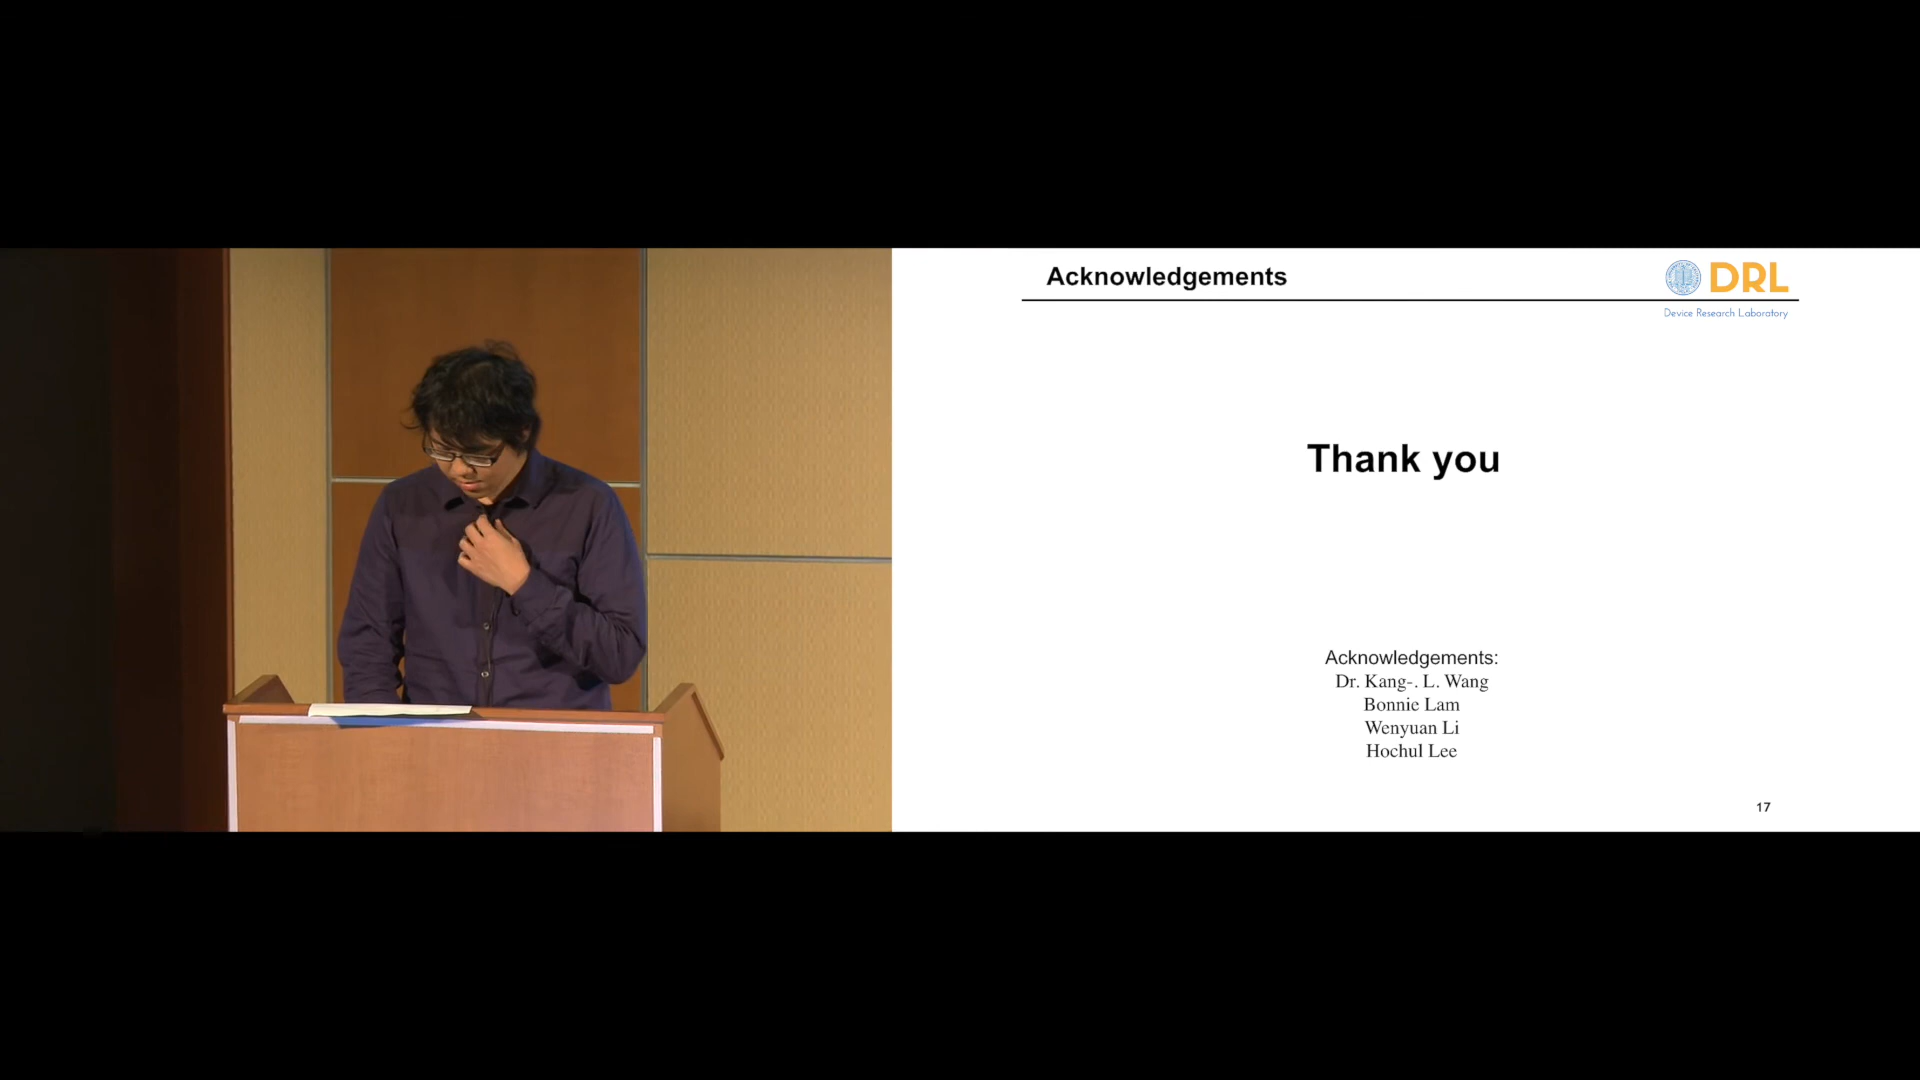 Acknowledgements
DRL
Device Research Laboratory
Thank you
Acknowledgements:
Dr. Kang-. L. Wang
Bonnie Lam
Wenyuan Li
Hochul Lee
17